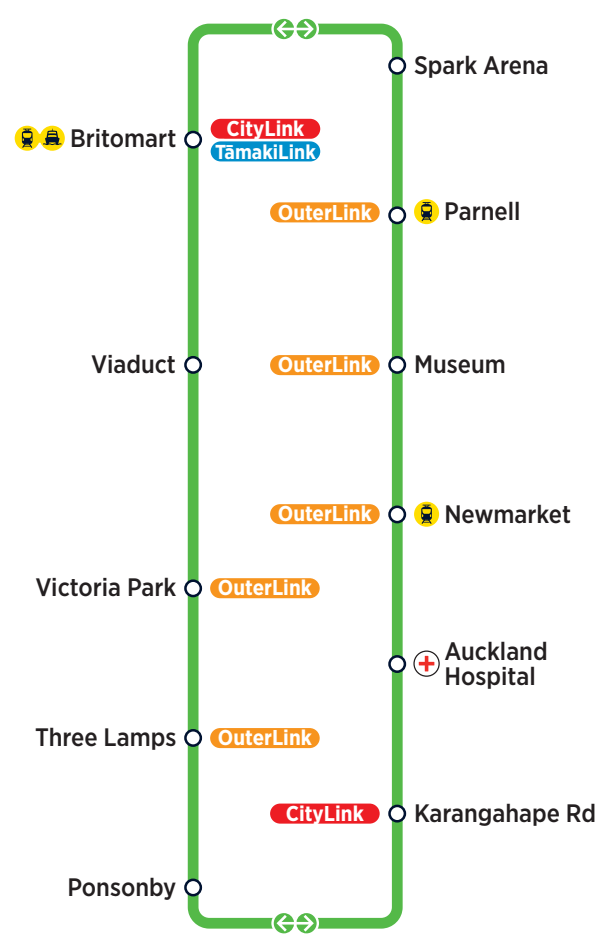 Spark Arena
Britomart
CityLink
TāmakiLink
OuterLink
Parnell
Viaduct
OuterLink
Museum
OuterLink
Newmarket
Victoria Park
OuterLink
Auckland
Hospital
Three Lamps
OuterLink
CityLink
Karangahape Rd
Ponsonby